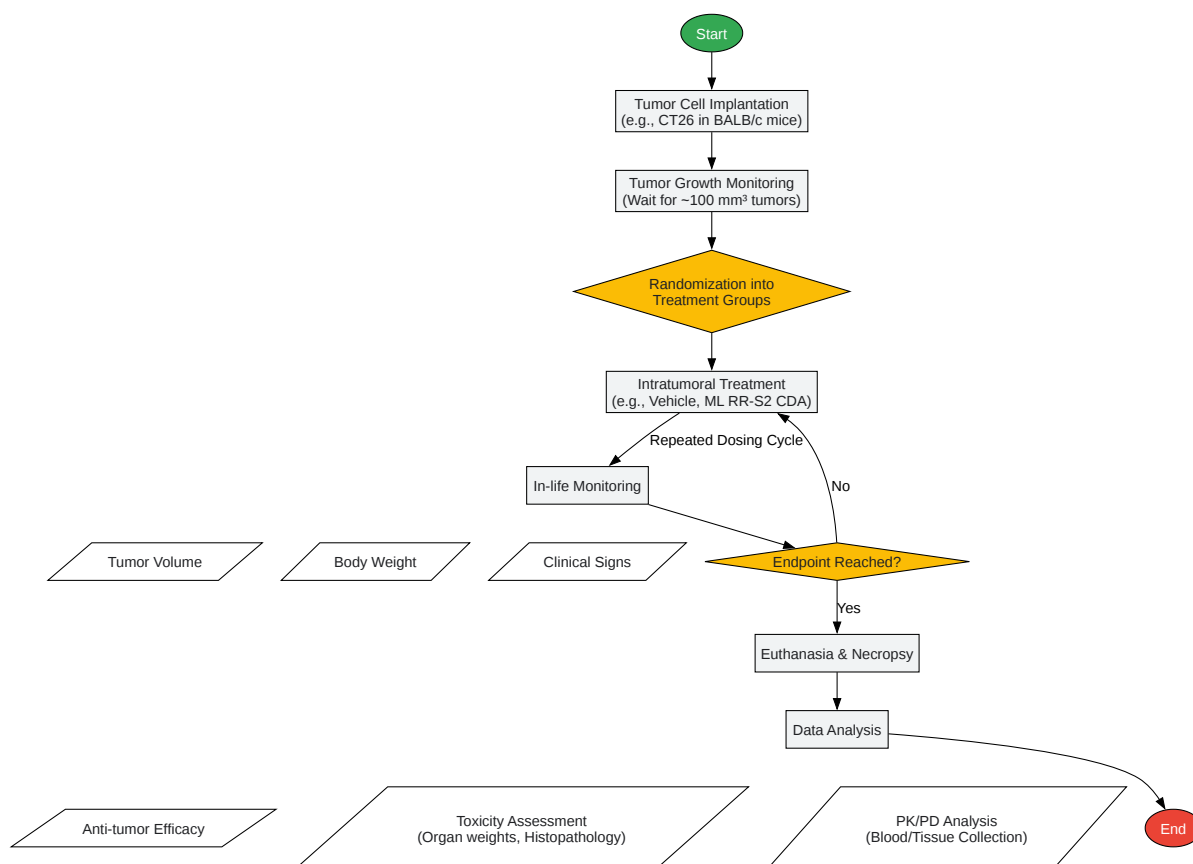 Start
Tumor Cell Implantation
(e.g., CT26 in BALB/c mice)
Tumor Growth Monitoring
(Wait for ~100 mm³ tumors)
Randomization into
Treatment Groups
Intratumoral Treatment
(e.g., Vehicle, ML RR-S2 CDA)
Repeated Dosing Cycle
In-life Monitoring
No
Tumor Volume
Body Weight
Clinical Signs
Endpoint Reached?
Yes
Euthanasia & Necropsy
Data Analysis
Anti-tumor Efficacy
Toxicity Assessment
(Organ weights, Histopathology)
PK/PD Analysis
(Blood/Tissue Collection)
End